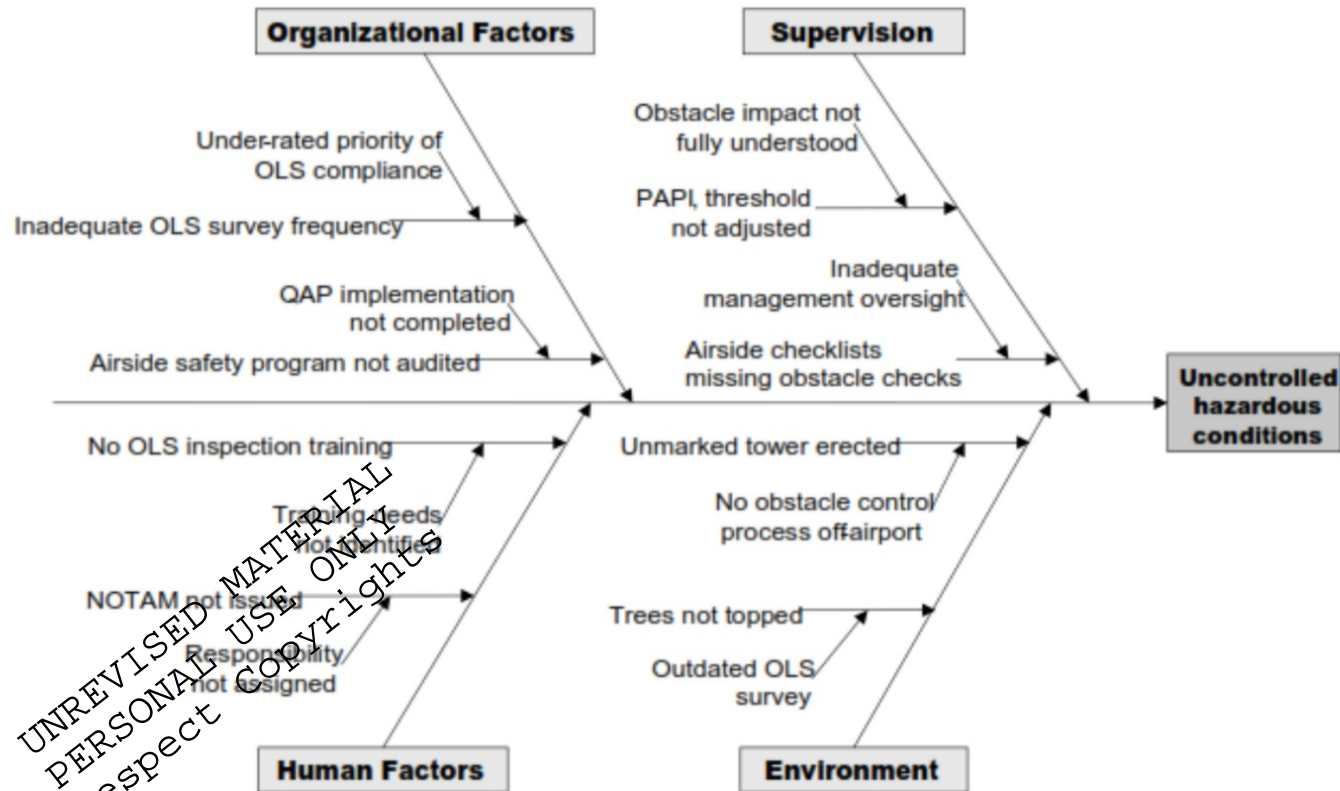 Organizational Factors
Supervision
Under-rated priority of
OLS compliance
Inadequate OLS survey frequency
QAP implementation
not completed
Airside safety program not audited
Obstacle impact not
fully understood
PAPI, threshold
not adjusted
Inadequate
management oversight
Airside checklists
missing obstacle checks
Uncontrolled
hazardous
conditions
No OLS inspection training
Training needs
not identified
NOTAM not issued
Responsibility
not assigned
Unmarked tower erected
No obstacle control
process off-airport
Trees not topped
Outdated OLS
survey
Human Factors
Environment
UNREVISED MATERIAL
PERSONAL USE ONLY
espect Copyrights